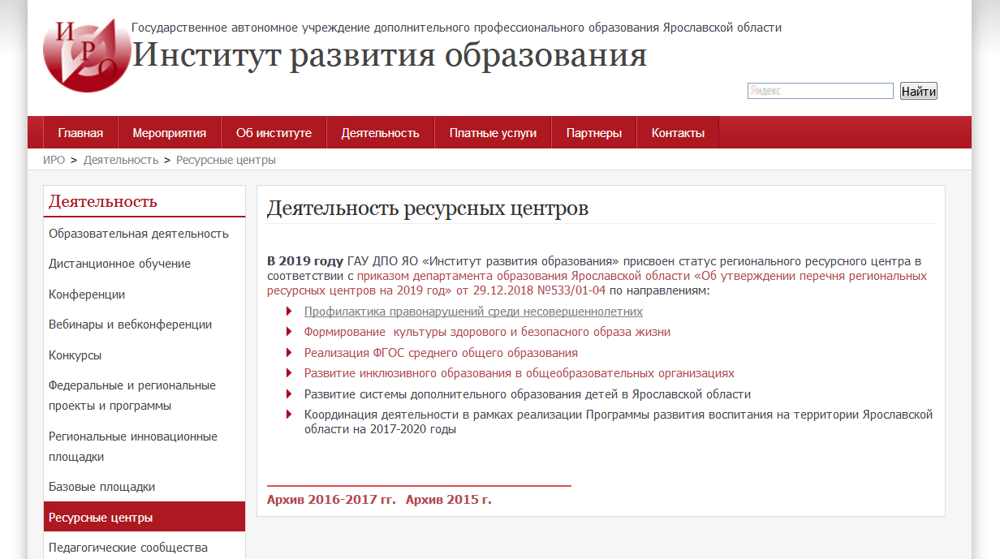 И
Р
О
Государственное автономное учреждение дополнительного профессионального образования Ярославской области
Институт развития образования
Яндекс
Найти
Главная
Мероприятия
Об институте
Деятельность
Платные услуги
Партнеры
Контакты
ИРО > Деятельность > Ресурсные центры
Деятельность
Образовательная деятельность
Дистанционное обучение
Конференции
Вебинары и вебконференции
Конкурсы
Федеральные и региональные
проекты и программы
Региональные инновационные
площадки
Базовые площадки
Ресурсные центры
Педагогические сообщества
Деятельность ресурсных центров
В 2019 году ГАУ ДПО ЯО «Институт развития образования» присвоен статус регионального ресурсного центра в
соответствии с приказом департамента образования Ярославской области «Об утверждении перечня региональных
ресурсных центров на 2019 год» от 29.12.2018 №533/01-04 по направлениям:
Профилактика правонарушений среди несовершеннолетних
Формирование  культуры здорового и безопасного образа жизни
Реализация ФГОС среднего общего образования
Развитие инклюзивного образования в общеобразовательных организациях
Развитие системы дополнительного образования детей в Ярославской области
Координация деятельности в рамках реализации Программы развития воспитания на территории Ярославской
области на 2017-2020 годы
Архив 2016-2017 гг.  Архив 2015 г.